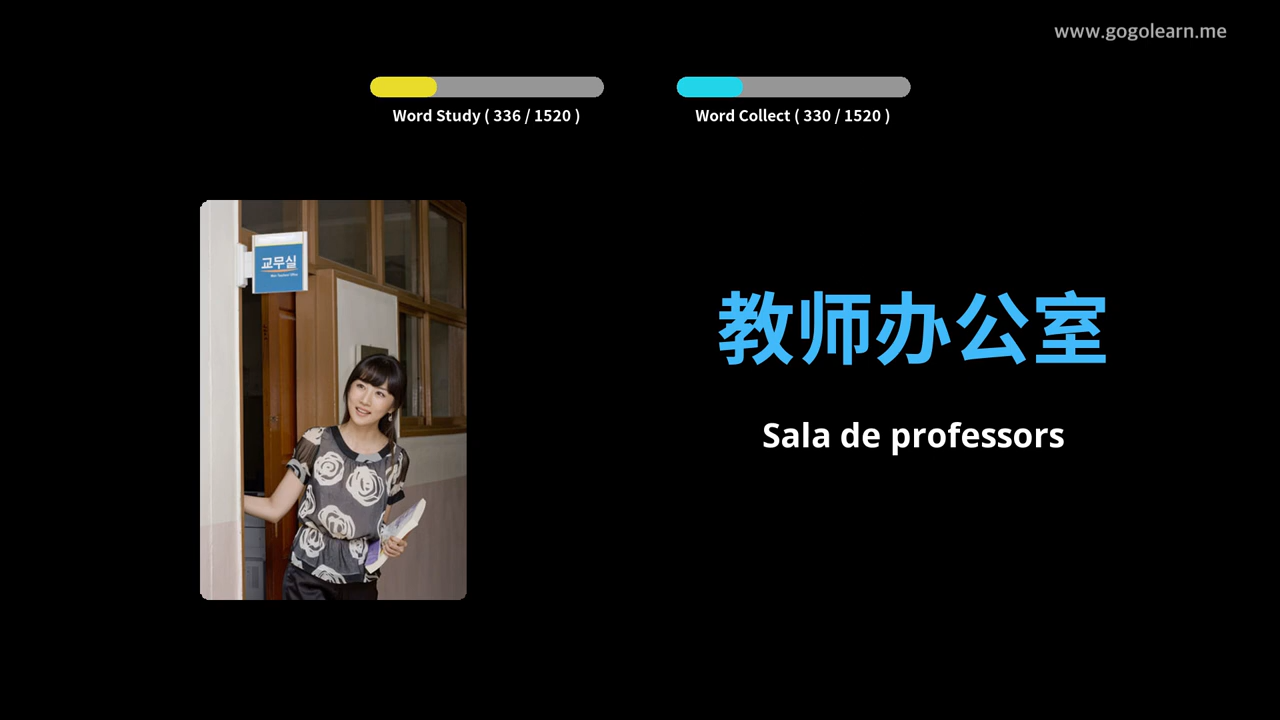 www.gogolearn.me
Word Study ( 336 / 1520 )
Word Collect ( 330 / 1520 )
교무실
教师办公室
Sala de professors